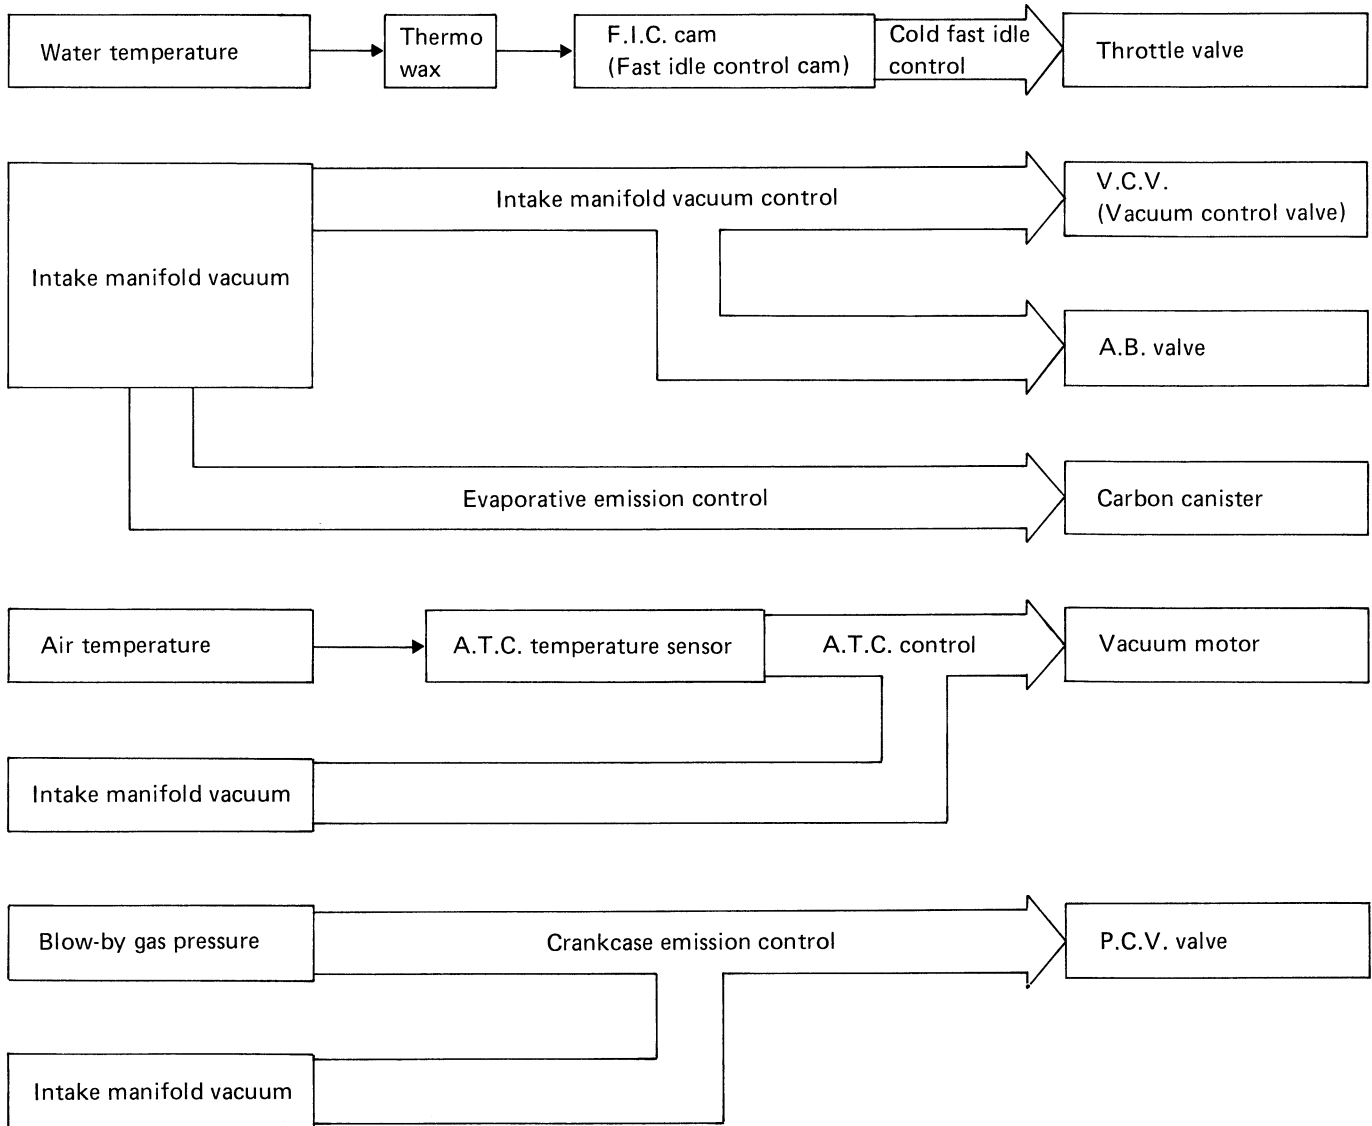 Water temperature
Thermo
wax
F.I.C. cam
(Fast idle control cam)
Cold fast idle
control
Throttle valve
Intake manifold vacuum
Intake manifold vacuum control
V.C.V.
(Vacuum control valve)
A.B. valve
Evaporative emission control
Carbon canister
Air temperature
A.T.C. temperature sensor
A.T.C. control
Vacuum motor
Intake manifold vacuum
Blow-by gas pressure
Crankcase emission control
P.C.V. valve
Intake manifold vacuum